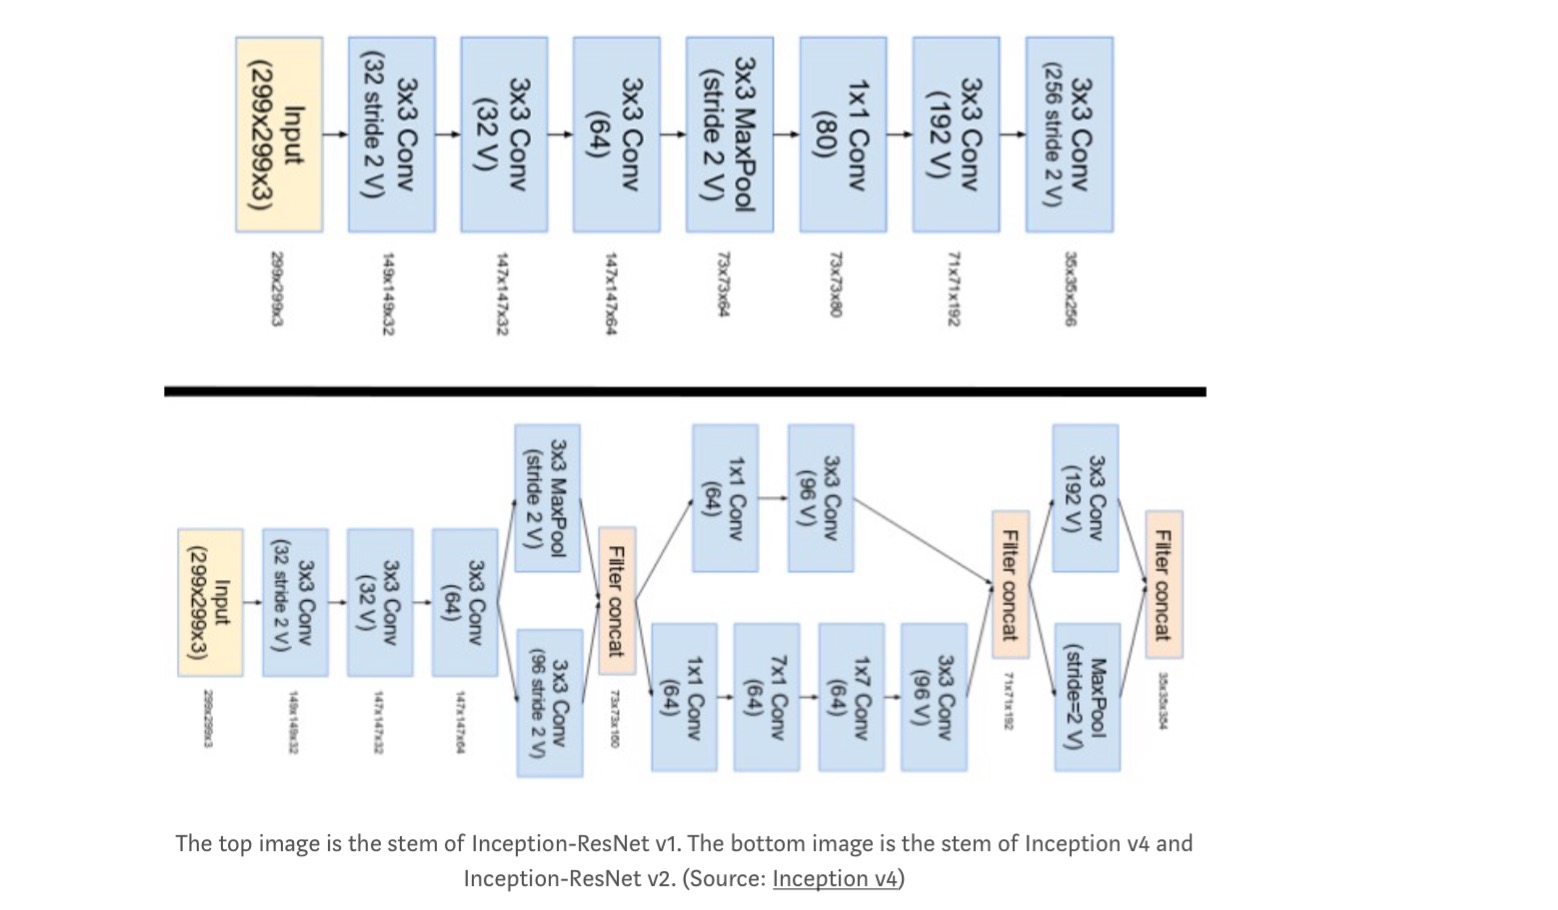 Input
(299x299x3)
3x3 Conv
(32 stride 2 V)
3x3 Conv
(32 V)
3x3 Conv
(64)
3x3 MaxPool
(stride 2 V)
1x1 Conv
(80)
3x3 Conv
(192 V)
3x3 Conv
(256 stride 2 V)
299x299x3
149x149x32
147x147x32
147x147x64
73x73x64
73x73x80
71x71x192
35x35x256
Input
(299x299x3)
3x3 Conv
(32 stride 2 V)
3x3 Conv
(32 V)
3x3 Conv
(64)
3x3 MaxPool
(stride 2 V)
3x3 Conv
(96 stride 2 V)
Filter concat
1x1 Conv
(64)
3x3 Conv
(96 V)
1x1 Conv
(64)
7x1 Conv
(64)
1x7 Conv
(64)
3x3 Conv
(96 V)
Filter concat
3x3 Conv
(192 V)
MaxPool
(stride=2 V)
Filter concat
299x299x3
149x149x32
147x147x32
147x147x64
73x73x160
71x71x192
35x35x384
The top image is the stem of Inception-ResNet v1. The bottom image is the stem of Inception v4 and
Inception-ResNet v2. (Source: Inception v4)